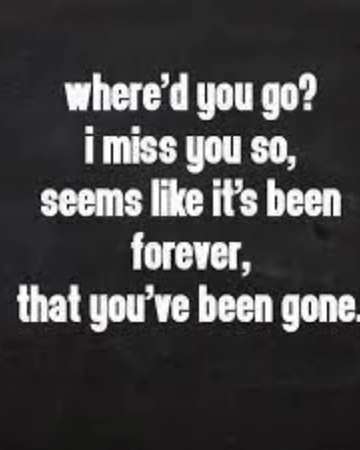 where'd you go?
i miss you so,
seems like it's been
forever,
that you've been gone.